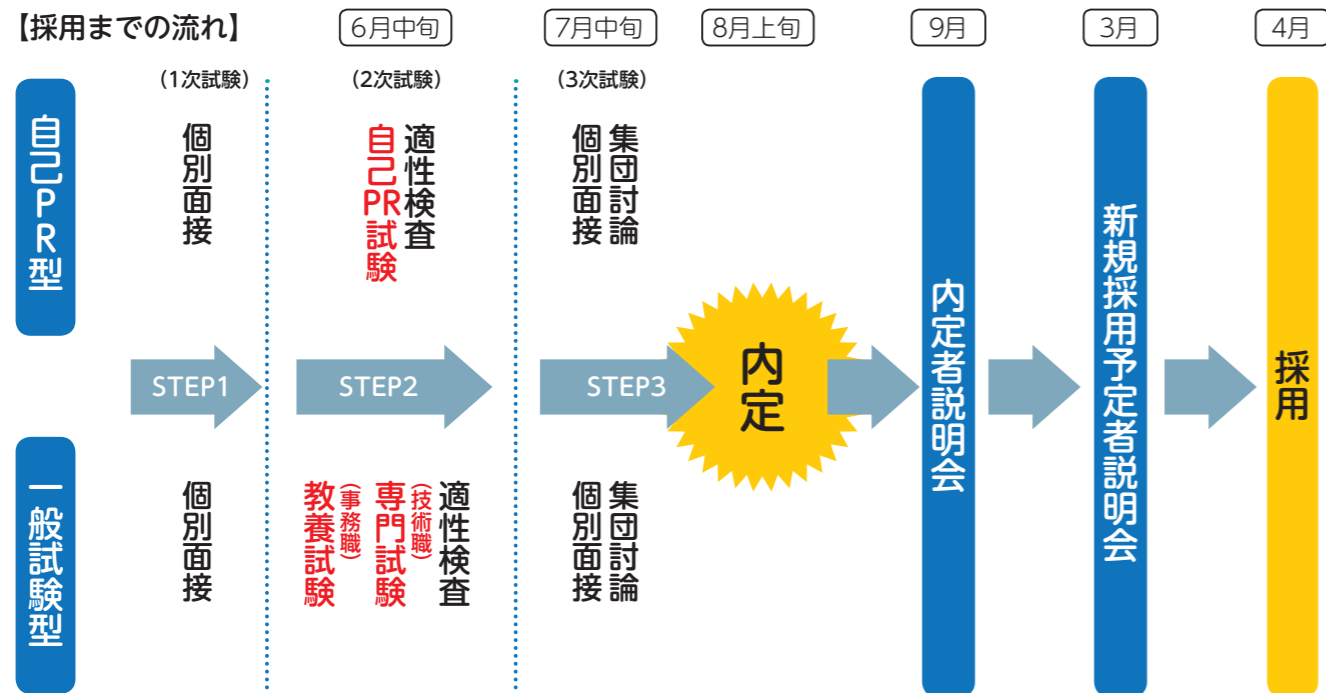 【採用までの流れ】
6月中旬
7月中旬
8月上旬
9月
3月
4月
自己PR型
(1次試験)
個別面接
(2次試験)
適性検査
自己PR試験
(3次試験)
集団討論
個別面接
STEP1
STEP2
STEP3
内定
内定者説明会
新規採用予定者説明会
採用
一般試験型
個別面接
適性検査
専門試験
(技術職)
教養試験
(事務職)
集団討論
個別面接